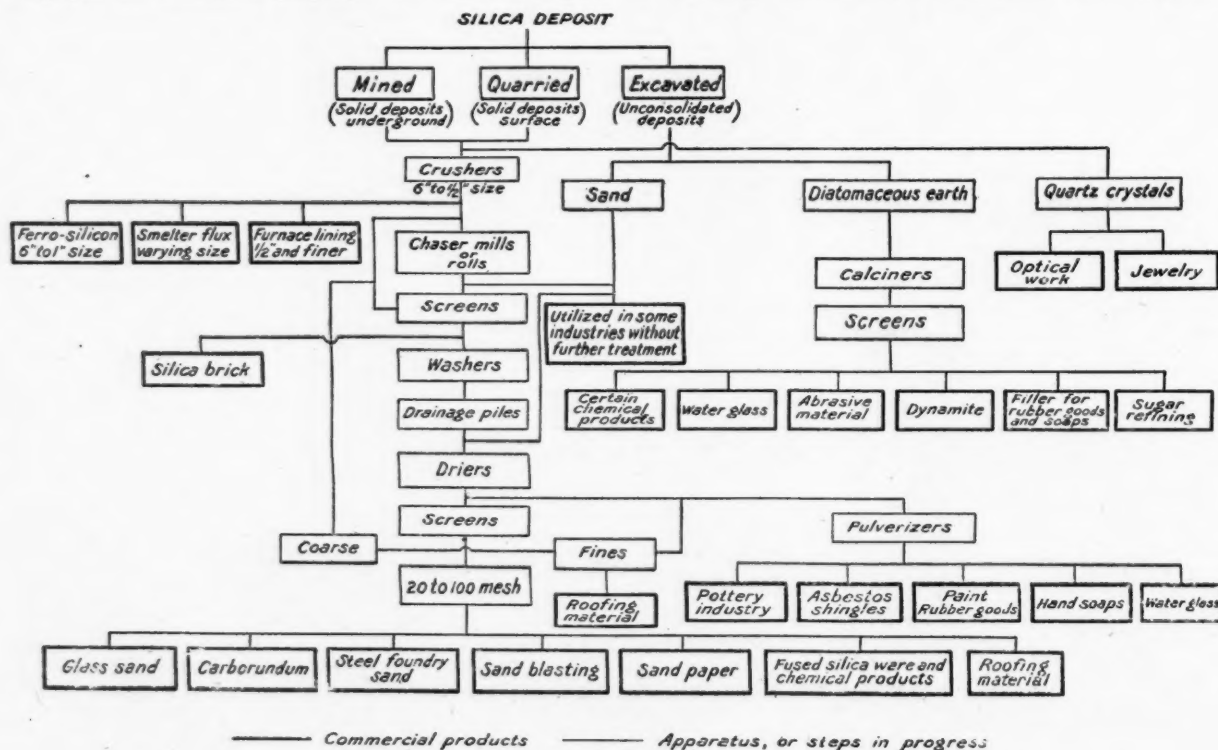 SILICA DEPOSIT
Mined
Quarried
Excavated
(Solid deposits
underground)
(Solid deposits
surface)
(Unconsolidated
deposits)
Crushers
6" to ½" size
Sand
Diatomaceous earth
Quartz crystals
Ferro-silicon
6" to 1" size
Smelter flux
varying size
Furnace lining
½" and finer
Chaser mills
or
rolls
Calciners
Optical
work
Jewelry
Screens
Utilized in some
industries without
further treatment
Screens
Silica brick
Washers
Certain
chemical
products
Water glass
Abrasive
material
Dynamite
Filler for
rubber goods
and soaps
Sugar
refining
Drainage piles
Driers
Screens
Pulverizers
Coarse
Fines
20 to 100 mesh
Roofing
material
Pottery
industry
Asbestos
shingles
Paint
Rubber goods
Hand soaps
Water glass
Glass sand
Carborundum
Steel foundry
sand
Sand blasting
Sand paper
Fused silica ware and
chemical products
Roofing
material
Commercial products
Apparatus, or steps in progress